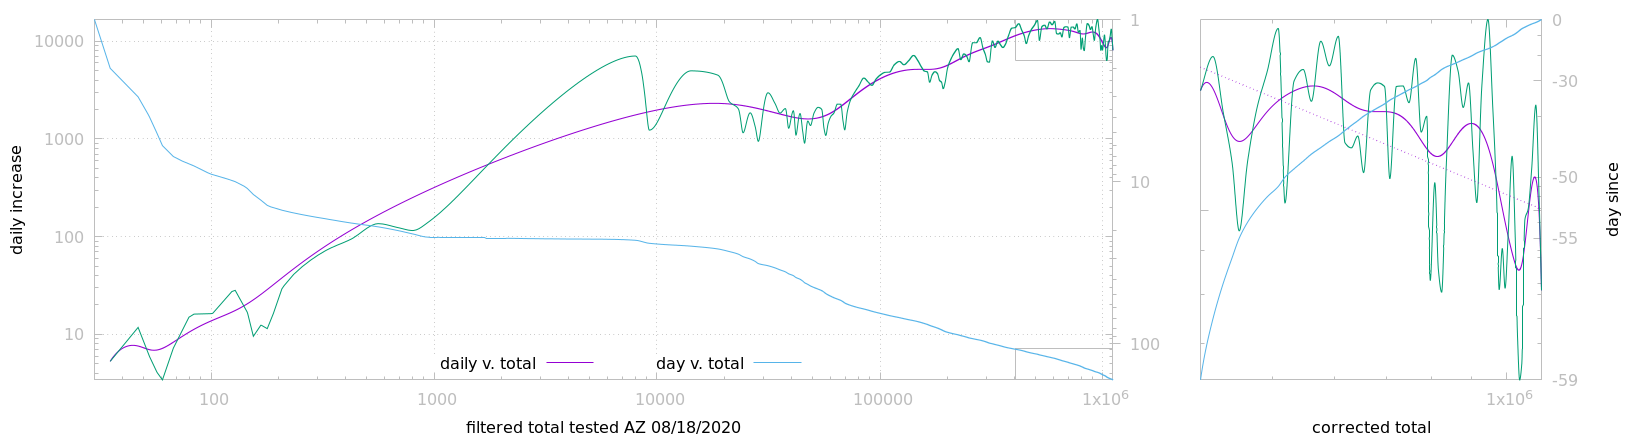 10000
1000
100
10
daily increase
100
1000
10000
100000
1x10^6
1
10
100
daily v. total
day v. total
filtered total tested AZ 08/18/2020
0
-30
-50
-55
-59
day since
1x10^6
corrected total